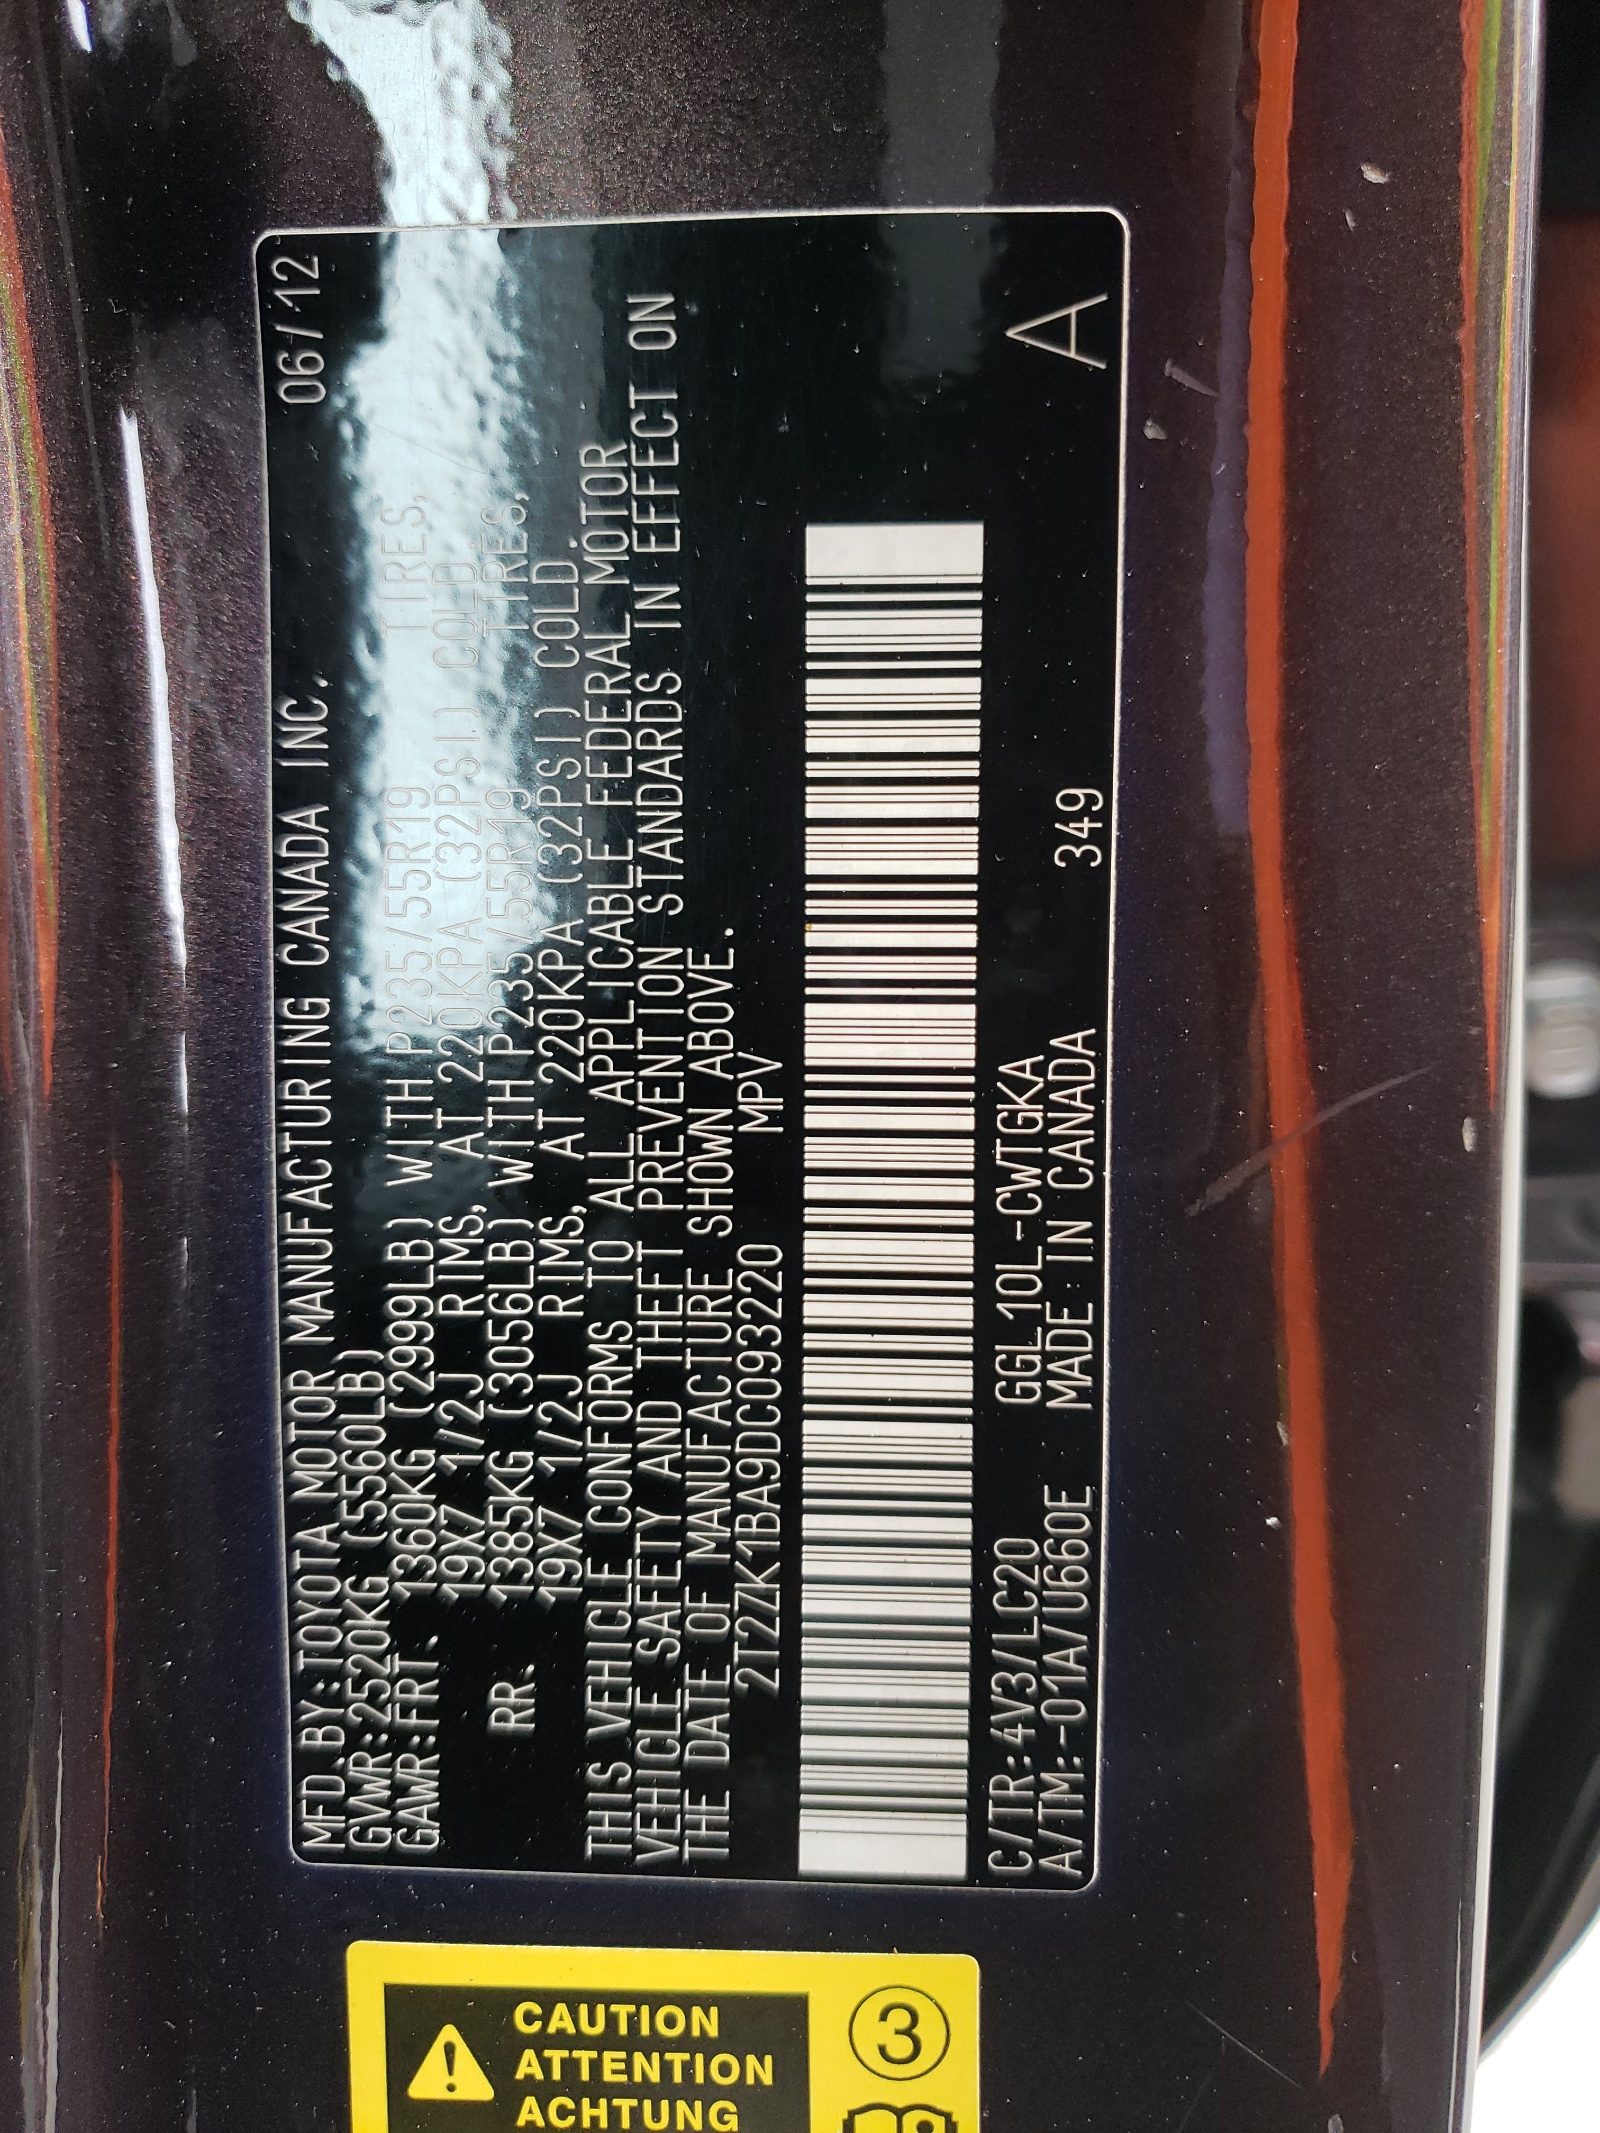 MFD.BY:TOYOTA MOTOR MANUFACTURING CANADA INC. 06/12
GVWR:2520KG (5560LB)
GAWR:FRT. 1360KG (2999LB) WITH P235/55R19 TIRES,
19X7 1/2J RIMS, AT 220KPA (32PSI) COLD.
RR. 1385KG (3056LB) WITH P235/55R19 TIRES,
19X7 1/2J RIMS, AT 220KPA (32PSI) COLD.
THIS VEHICLE CONFORMS TO ALL APPLICABLE FEDERAL MOTOR
VEHICLE SAFETY AND THEFT PREVENTION STANDARDS IN EFFECT ON
THE DATE OF MANUFACTURE SHOWN ABOVE.
2T2ZK1BA9DC093220 MPV
C/TR:4V3/LC20 GGL10L-CWTGKA
A/TM:-01A/U660E MADE IN CANADA 349
A
CAUTION
ATTENTION
ACHTUNG
3